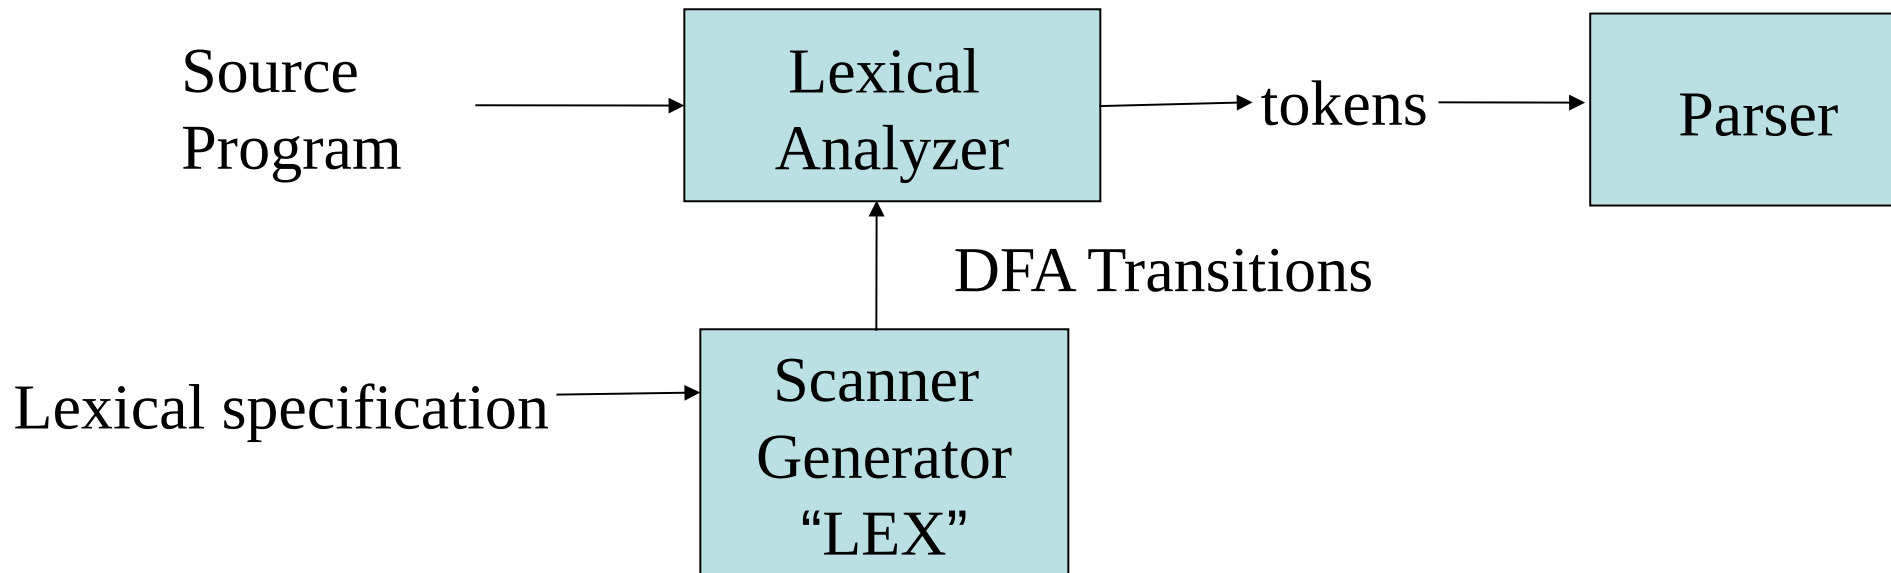 Source
Program
Lexical
Analyzer
tokens
Parser
DFA Transitions
Lexical specification
Scanner
Generator
“LEX”